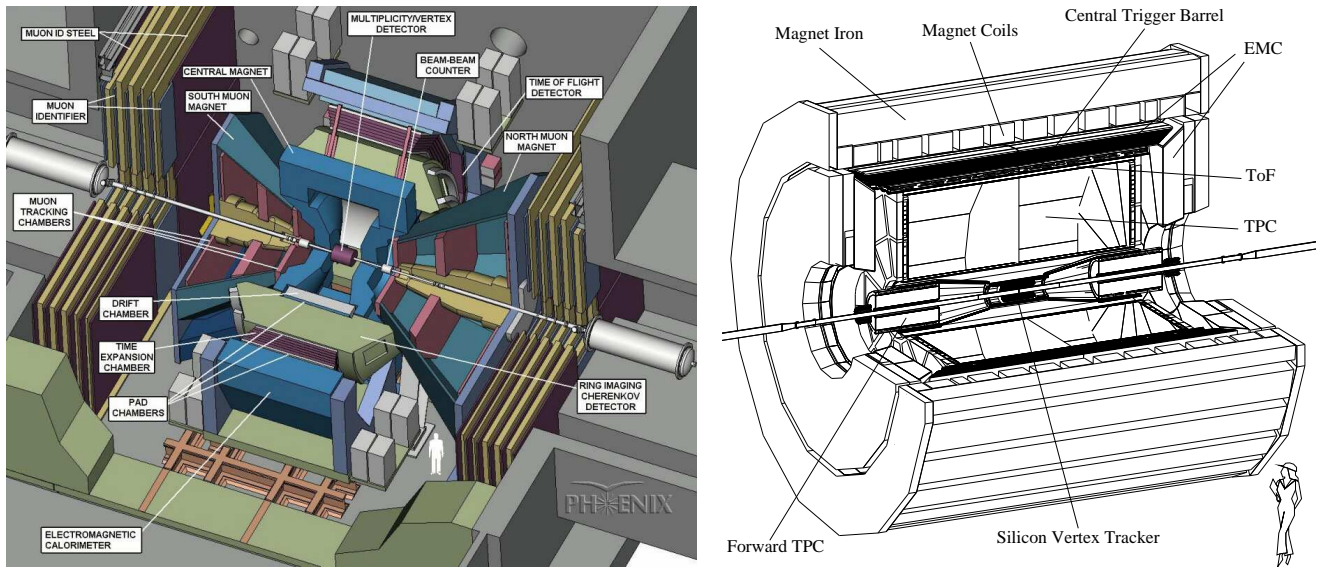 MUON ID STEEL
MULTIPLICITY/VERTEX
DETECTOR
BEAM-BEAM
COUNTER
CENTRAL MAGNET
TIME OF FLIGHT
DETECTOR
SOUTH MUON
MAGNET
MUON
IDENTIFIER
NORTH MUON
MAGNET
MUON
TRACKING
CHAMBERS
DRIFT
CHAMBER
TIME
EXPANSION
CHAMBER
PAD
CHAMBERS
RING IMAGING
CHERENKOV
DETECTOR
ELECTROMAGNETIC
CALORIMETER
PHENIX
Central Trigger Barrel
Magnet Coils
Magnet Iron
EMC
ToF
TPC
Silicon Vertex Tracker
Forward TPC